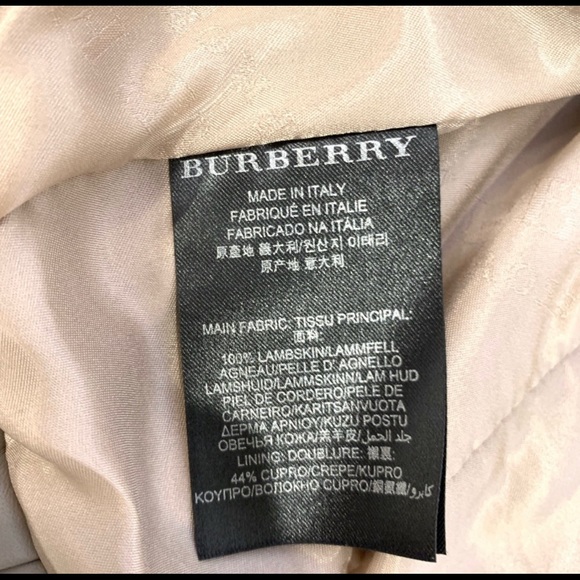 BURBERRY
MADE IN ITALY
FABRIQUÉ EN ITALIE
FABRICADO NA ITÁLIA
原產地 義大利/원산지 이태리
原产地 意大利
MAIN FABRIC: TISSU PRINCIPAL:
面料:
100% LAMBSKIN/LAMMFELL
AGNEAU/PELLE D' AGNELLO
LAMSHUID/LAMMSKINN/LAM HUD
PIEL DE CORDERO/PELE DE
CARNEIRO/KARITSANVUOTA
ΔΕΡΜΑ ΑΡΝΙΟΥ/KUZU POSTU
ОВЕЧЬЯ КОЖА/羔羊皮/جلد الحمل
LINING: DOUBLURE: 襯裏:
44% CUPRO/CREPE/KUPRO
ΚΟΥΠΡΟ/ВОЛОКНО CUPRO/銅氨纖/كابرو